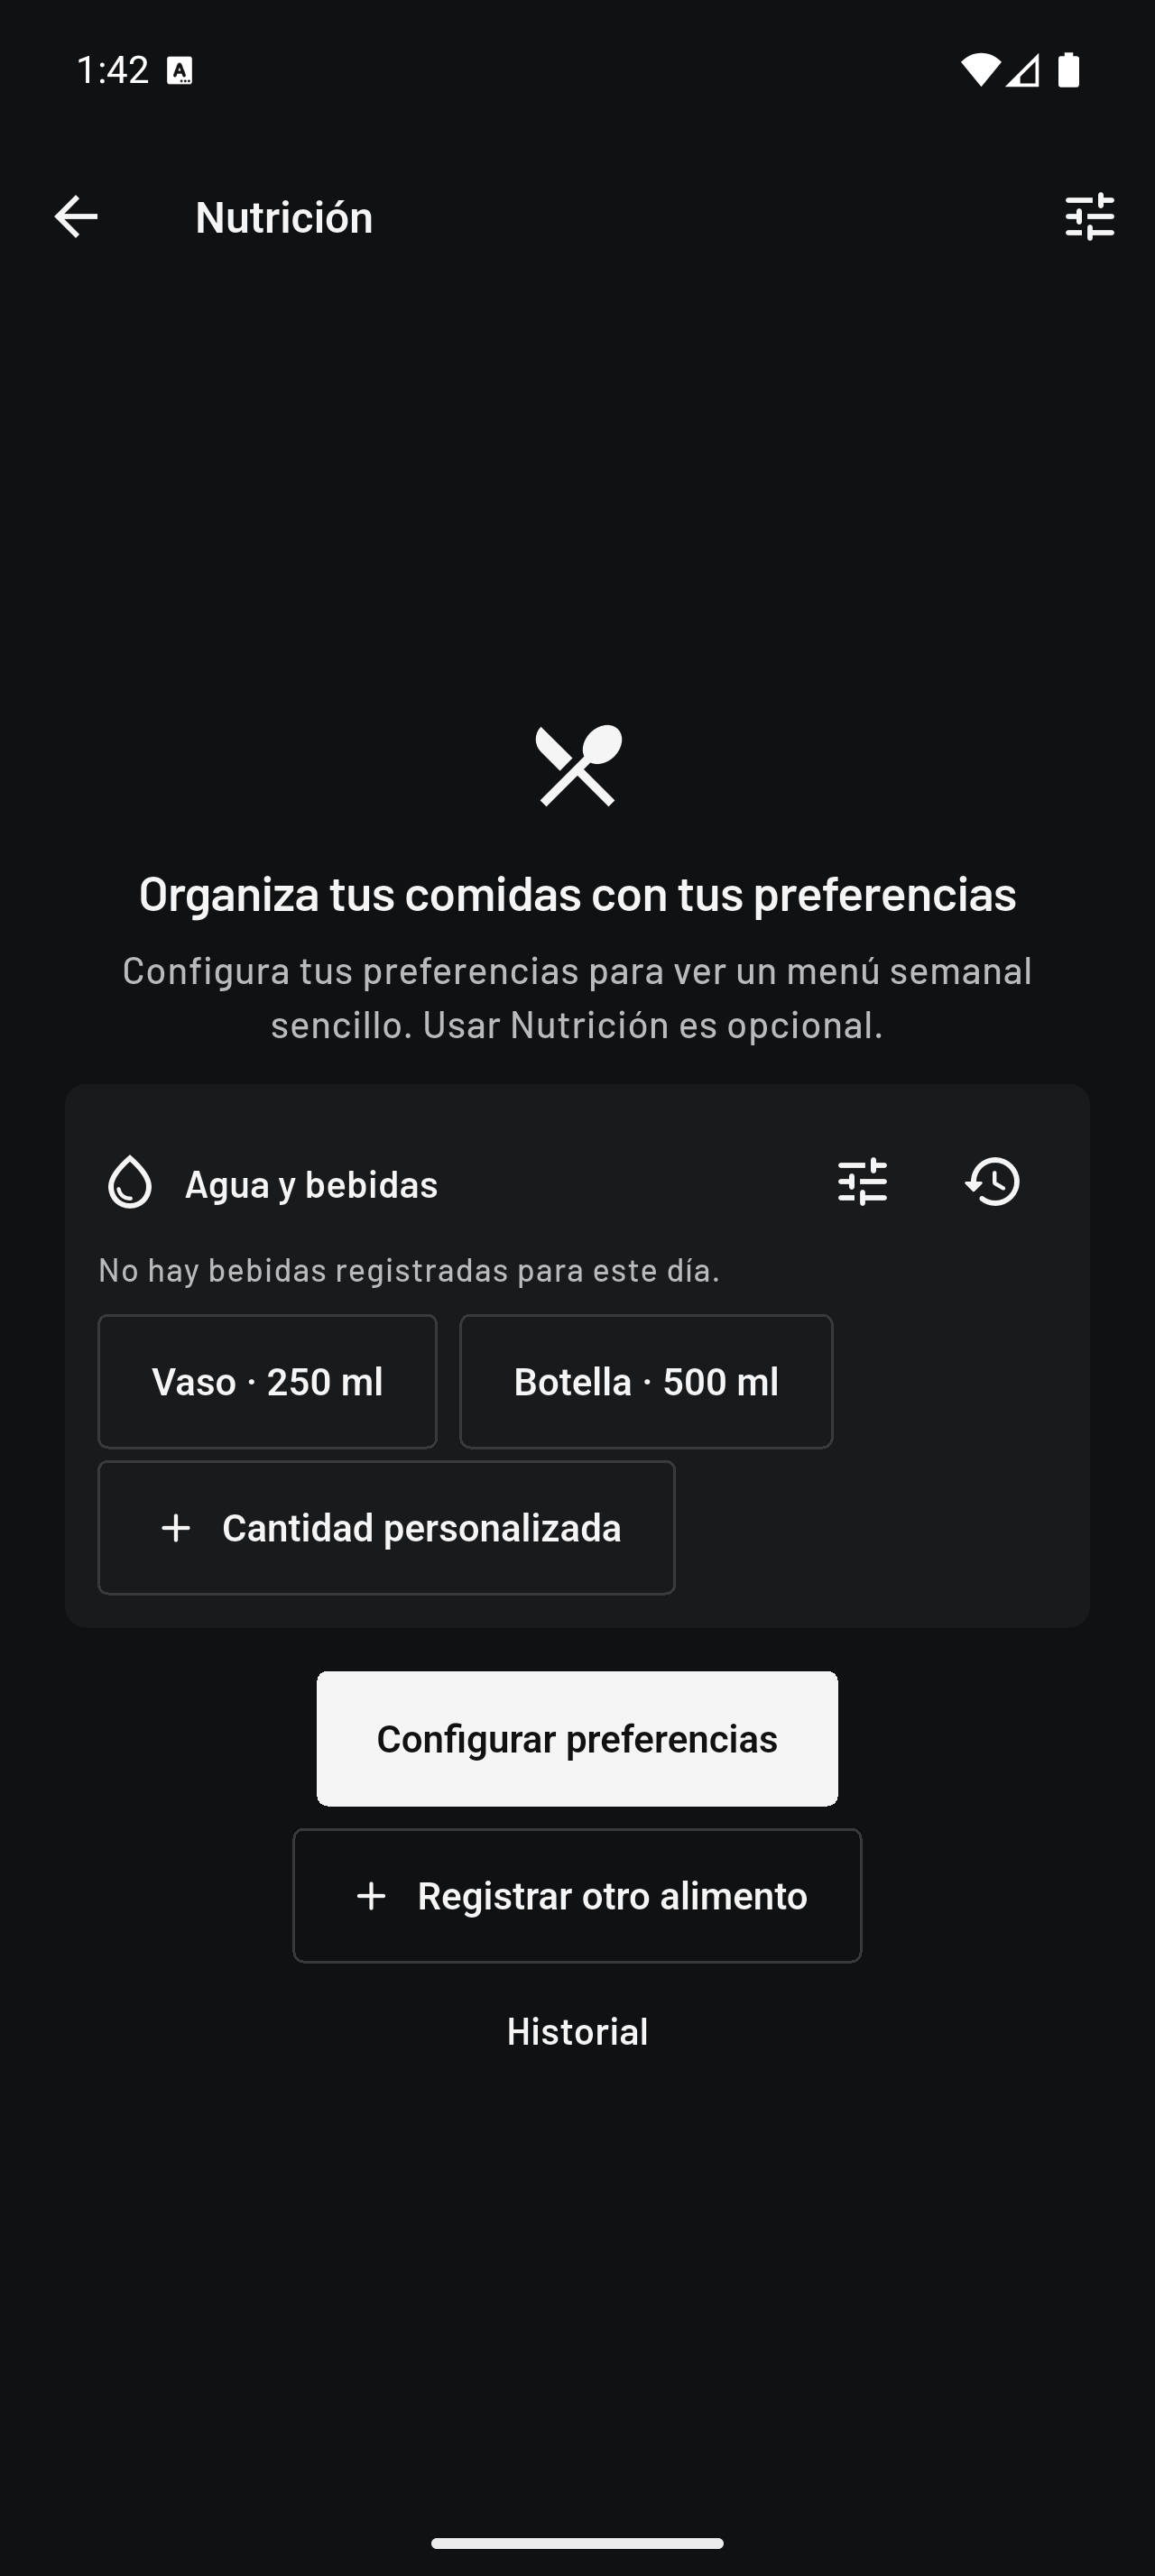 1:42
Nutrición
Organiza tus comidas con tus preferencias
Configura tus preferencias para ver un menú semanal
sencillo. Usar Nutrición es opcional.
Agua y bebidas
No hay bebidas registradas para este día.
Vaso · 250 ml
Botella · 500 ml
+ Cantidad personalizada
Configurar preferencias
+ Registrar otro alimento
Historial